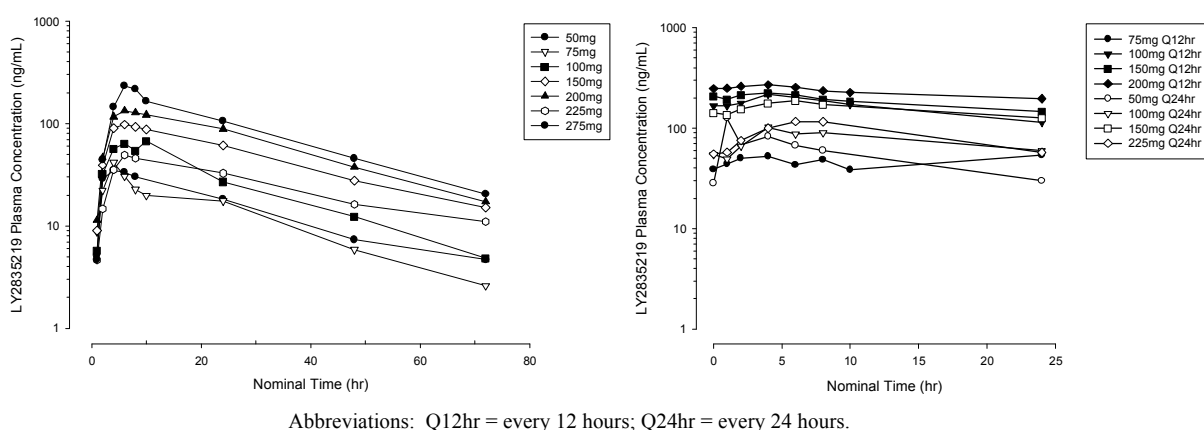 LY2835219 Plasma Concentration (ng/mL)
1000
100
10
1
0
20
40
60
80
Nominal Time (hr)
50mg
75mg
100mg
150mg
200mg
225mg
275mg
LY2835219 Plasma Concentration (ng/mL)
1000
100
10
1
0
5
10
15
20
25
Nominal Time (hr)
75mg Q12hr
100mg Q12hr
150mg Q12hr
200mg Q12hr
50mg Q24hr
100mg Q24hr
150mg Q24hr
225mg Q24hr
Abbreviations: Q12hr = every 12 hours; Q24hr = every 24 hours.